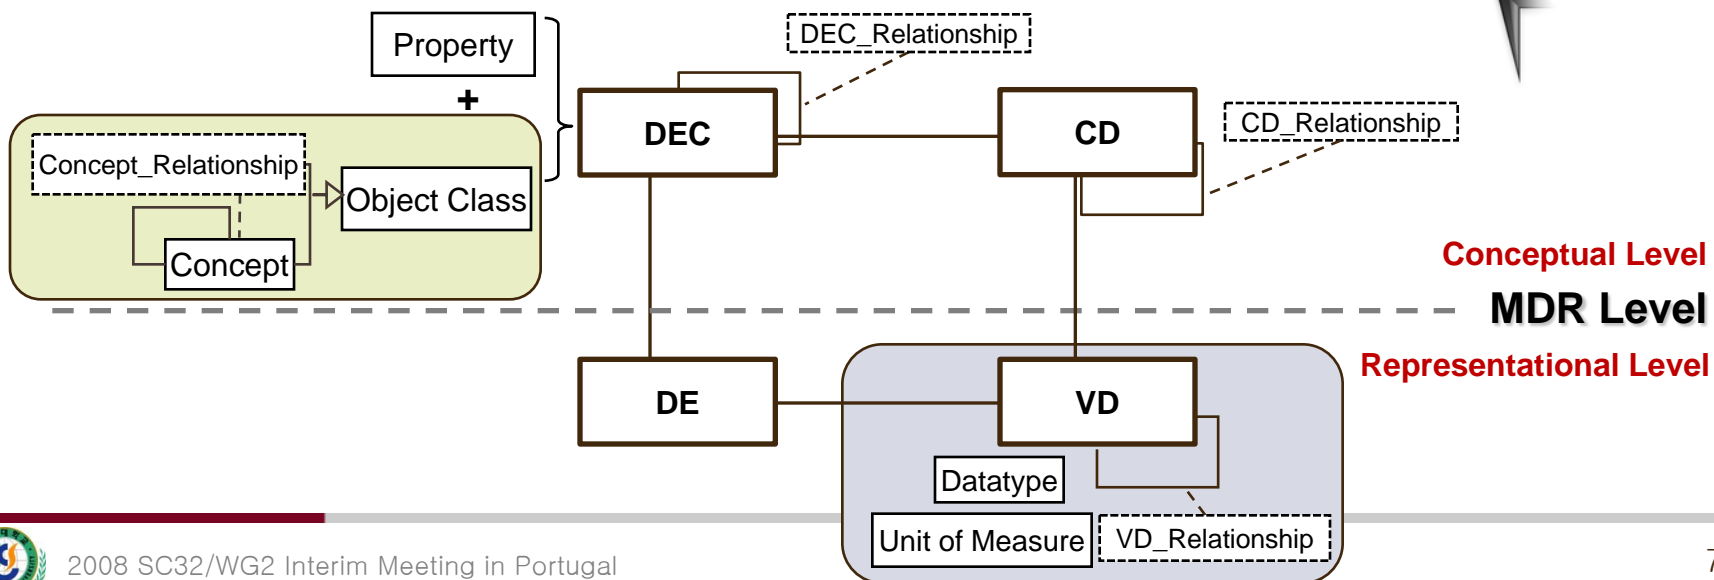 Property
+
DEC_Relationship
DEC
CD
CD_Relationship
Concept_Relationship
Object Class
Concept
Conceptual Level
MDR Level
Representational Level
DE
VD
Datatype
Unit of Measure
VD_Relationship
2008 SC32/WG2 Interim Meeting in Portugal
7